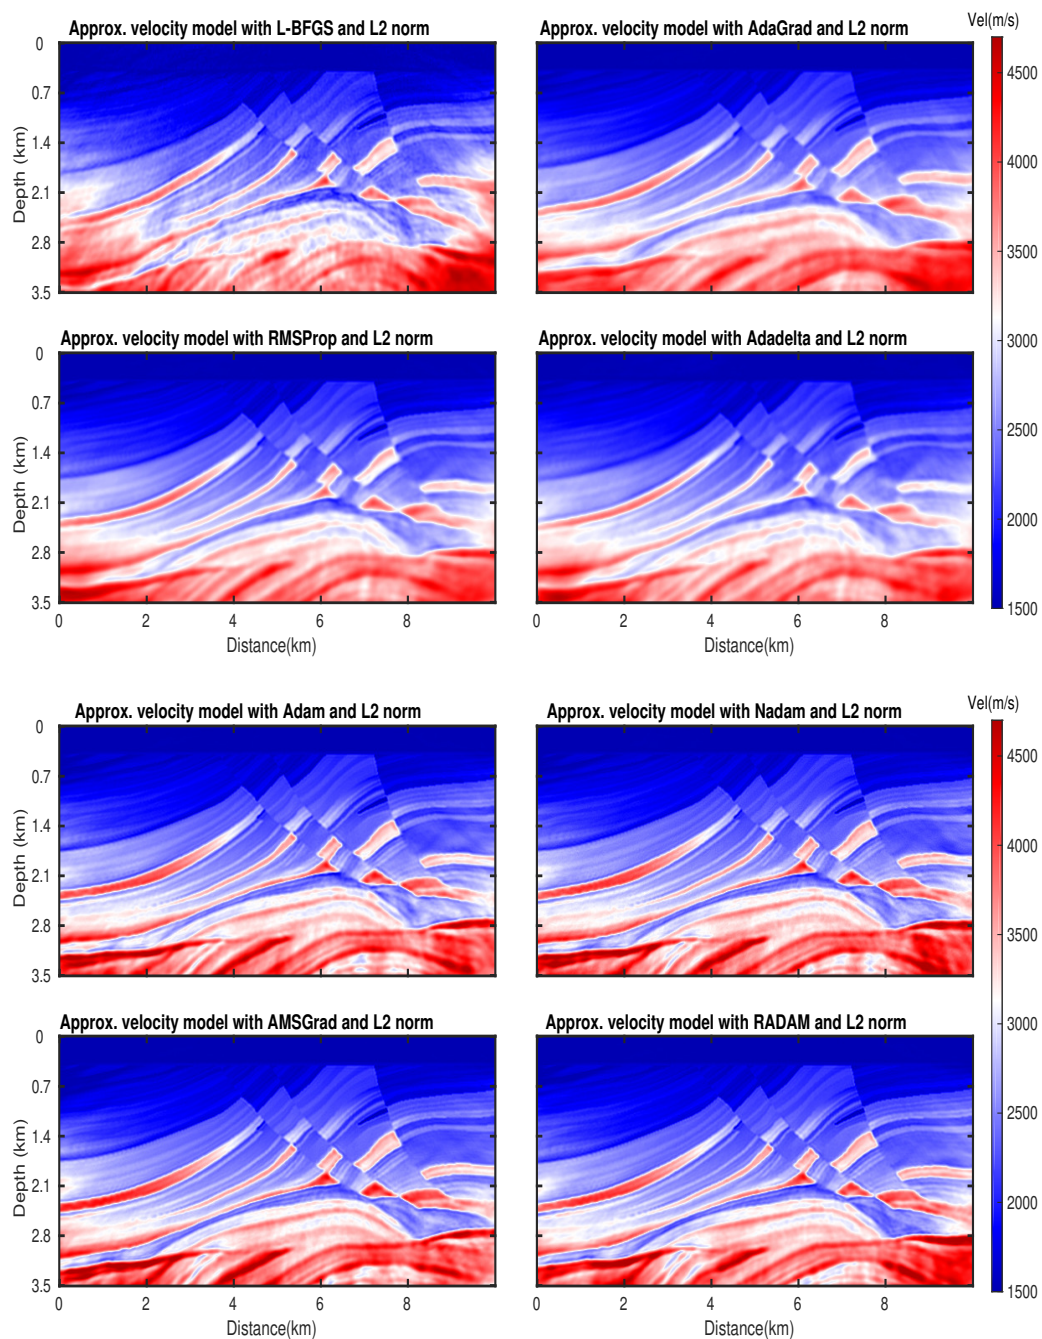 Approx. velocity model with L-BFGS and L2 norm
Approx. velocity model with AdaGrad and L2 norm
Vel(m/s)
0
0.7
1.4
2.1
2.8
3.5
Depth (km)
4500
4000
3500
3000
2500
2000
1500
Approx. velocity model with RMSProp and L2 norm
Approx. velocity model with Adadelta and L2 norm
0
0.7
1.4
2.1
2.8
3.5
Depth (km)
0 2 4 6 8
Distance(km)
0 2 4 6 8
Distance(km)
Approx. velocity model with Adam and L2 norm
Approx. velocity model with Nadam and L2 norm
Vel(m/s)
0
0.7
1.4
2.1
2.8
3.5
Depth (km)
4500
4000
3500
3000
2500
2000
1500
Approx. velocity model with AMSGrad and L2 norm
Approx. velocity model with RADAM and L2 norm
0
0.7
1.4
2.1
2.8
3.5
Depth (km)
0 2 4 6 8
Distance(km)
0 2 4 6 8
Distance(km)